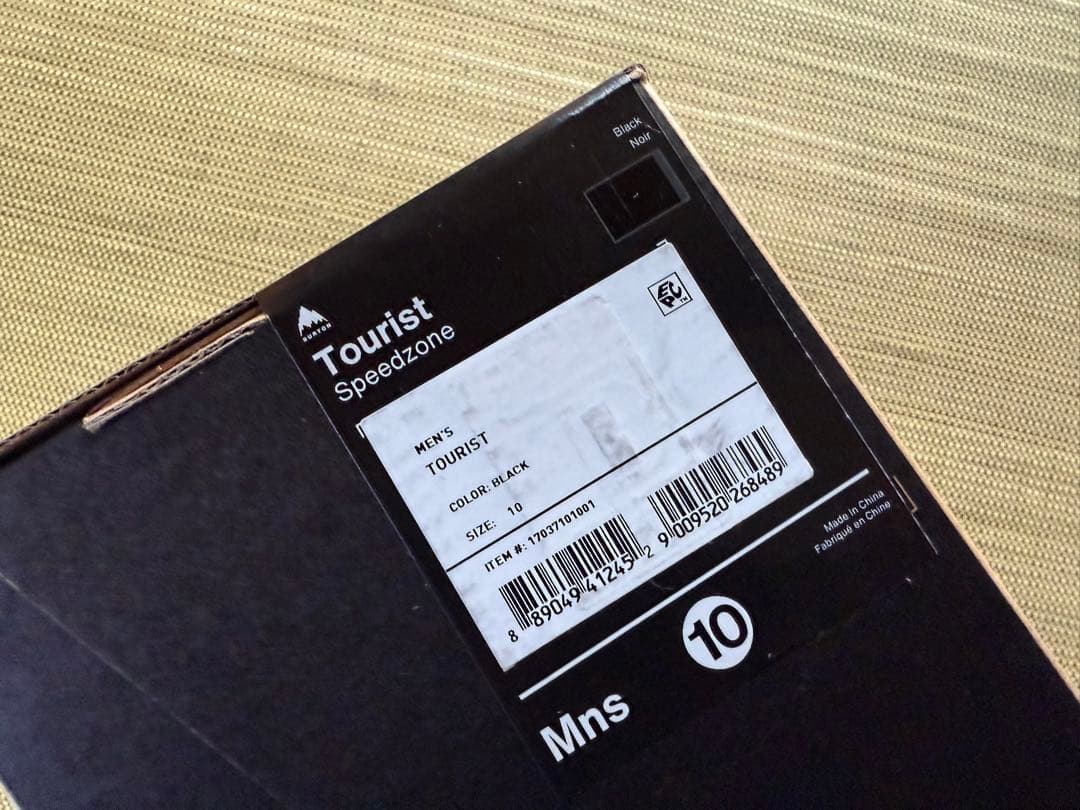 Black
Noir
BURTON
Tourist
Speedzone
ECPC™
MEN'S
TOURIST
COLOR: BLACK
SIZE: 10
ITEM #: 17037101001
8 89049 41245 2
9 009520 268489
Made in China
Fabriqué en Chine
10
Mns